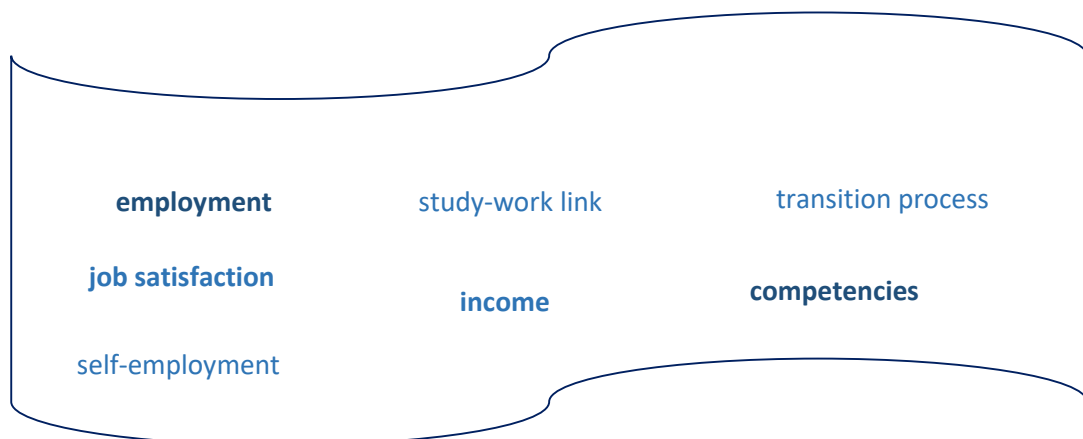 employment
study-work link
transition process
job satisfaction
income
competencies
self-employment